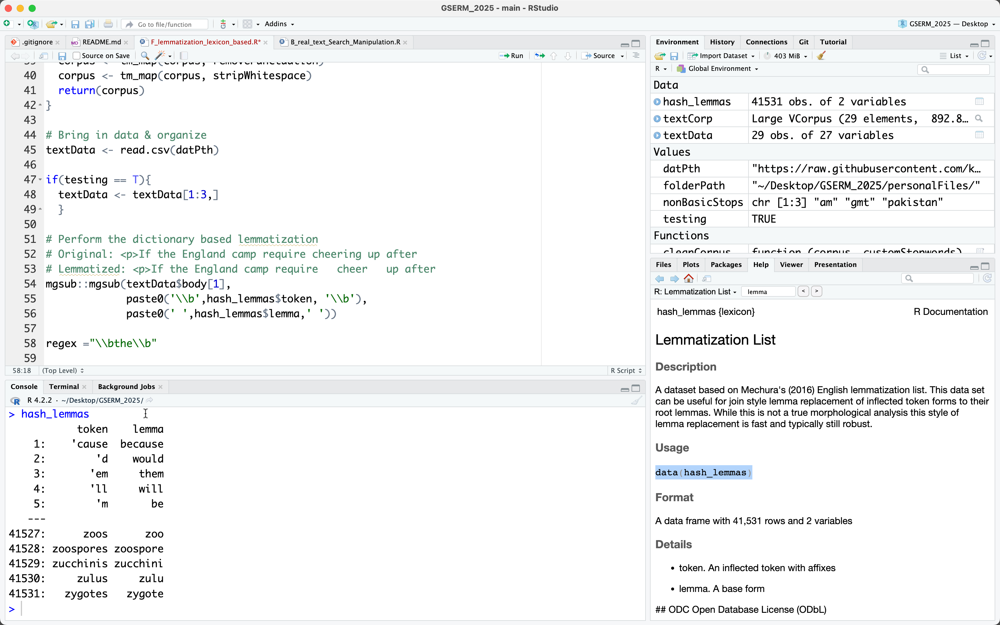 GSERM_2025 - main - RStudio
Go to file/function
Addins
GSERM_2025 — Desktop
.gitignore
README.md
F_lemmatization_lexicon_based.R*
B_real_text_Search_Manipulation.R
Source on Save
Run
Source
40 corpus <- tm_map(corpus, stripWhitespace)
41 return(corpus)
42 }
43
44 # Bring in data & organize
45 textData <- read.csv(datPth)
46
47 if(testing == T){
48 textData <- textData[1:3,]
49 }
50
51 # Perform the dictionary based lemmatization
52 # Original: <p>If the England camp require cheering up after
53 # Lemmatized: <p>If the England camp require   cheer   up after
54 mgsub::mgsub(textData$body[1],
55 paste0('\\b',hash_lemmas$token, '\\b'),
56 paste0(' ',hash_lemmas$lemma,' '))
57
58 regex ="\\bthe\\b"
59
58:18 (Top Level) R Script
Console
Terminal
Background Jobs
R 4.2.2 · ~/Desktop/GSERM_2025/
> hash_lemmas
token lemma
1: 'cause because
2: 'd would
3: 'em them
4: 'll will
5: 'm be
---
41527: zoos zoo
41528: zoospores zoospore
41529: zucchinis zucchini
41530: zulus zulu
41531: zygotes zygote
>
Environment
History
Connections
Git
Tutorial
Import Dataset
403 MiB
List
R
Global Environment
Data
hash_lemmas 41531 obs. of 2 variables
textCorp Large VCorpus (29 elements, 892.8…
textData 29 obs. of 27 variables
Values
datPth "https://raw.githubusercontent.com/k…
folderPath "~/Desktop/GSERM_2025/personalFiles/"
nonBasicStops chr [1:3] "am" "gmt" "pakistan"
testing TRUE
Functions
cleanCorpus function (corpus, customStopwords)
Files
Plots
Packages
Help
Viewer
Presentation
R: Lemmatization List
lemma
< >
hash_lemmas {lexicon} R Documentation
Lemmatization List
Description
A dataset based on Mechura's (2016) English lemmatization list. This data set
can be useful for join style lemma replacement of inflected token forms to their
root lemmas. While this is not a true morphological analysis this style of
lemma replacement is fast and typically still robust.
Usage
data(hash_lemmas)
Format
A data frame with 41,531 rows and 2 variables
Details
• token. An inflected token with affixes
• lemma. A base form
## ODC Open Database License (ODbL)